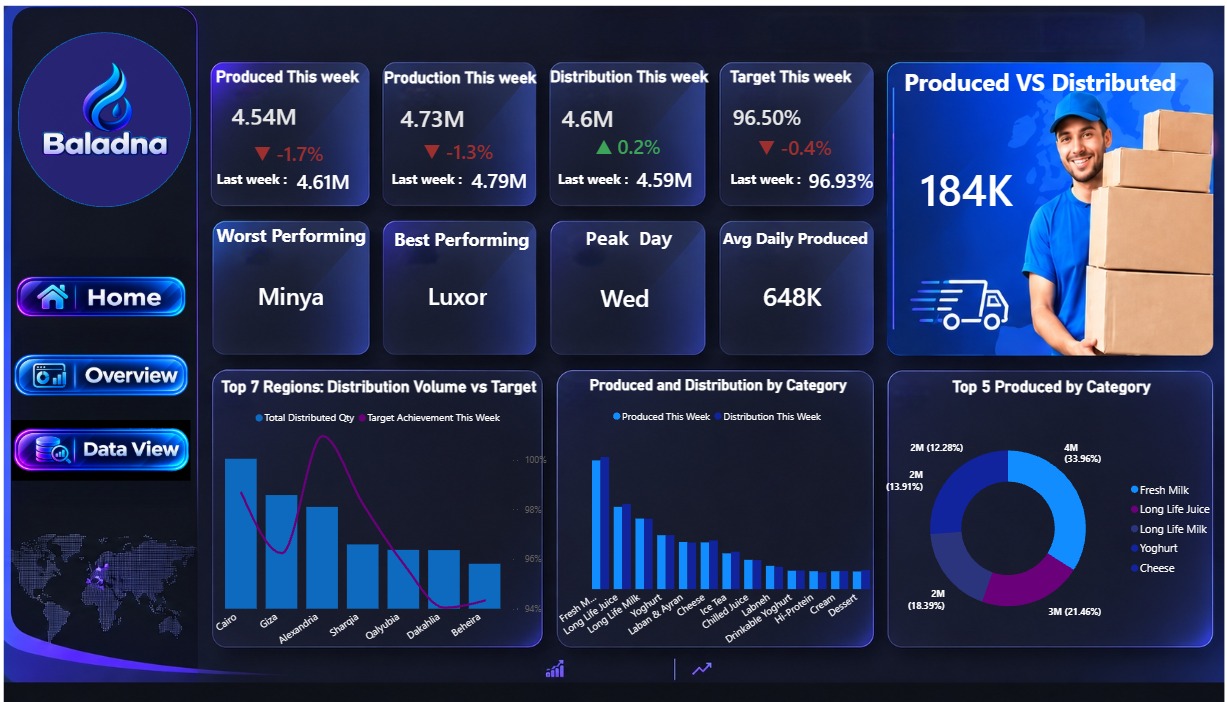 Baladna
Home
Overview
Data View
Produced This week
4.54M
-1.7%
Last week : 4.61M
Production This week
4.73M
-1.3%
Last week : 4.79M
Distribution This week
4.6M
0.2%
Last week : 4.59M
Target This week
96.50%
-0.4%
Last week : 96.93%
Produced VS Distributed
184K
Worst Performing
Minya
Best Performing
Luxor
Peak Day
Wed
Avg Daily Produced
648K
Top 7 Regions: Distribution Volume vs Target
Total Distributed Qty
Target Achievement This Week
100%
98%
96%
94%
Cairo
Giza
Alexandria
Sharqia
Qalyubia
Dakahlia
Beheira
Produced and Distribution by Category
Produced This Week
Distribution This Week
Fresh M...
Long Life Juice
Long Life Milk
Yoghurt
Laban & Ayran
Cheese
Ice Tea
Chilled Juice
Labneh
Drinkable Yoghurt
Hi-Protein
Cream
Dessert
Top 5 Produced by Category
2M (12.28%)
4M
(33.96%)
2M
(13.91%)
2M
(18.39%)
3M (21.46%)
Fresh Milk
Long Life Juice
Long Life Milk
Yoghurt
Cheese